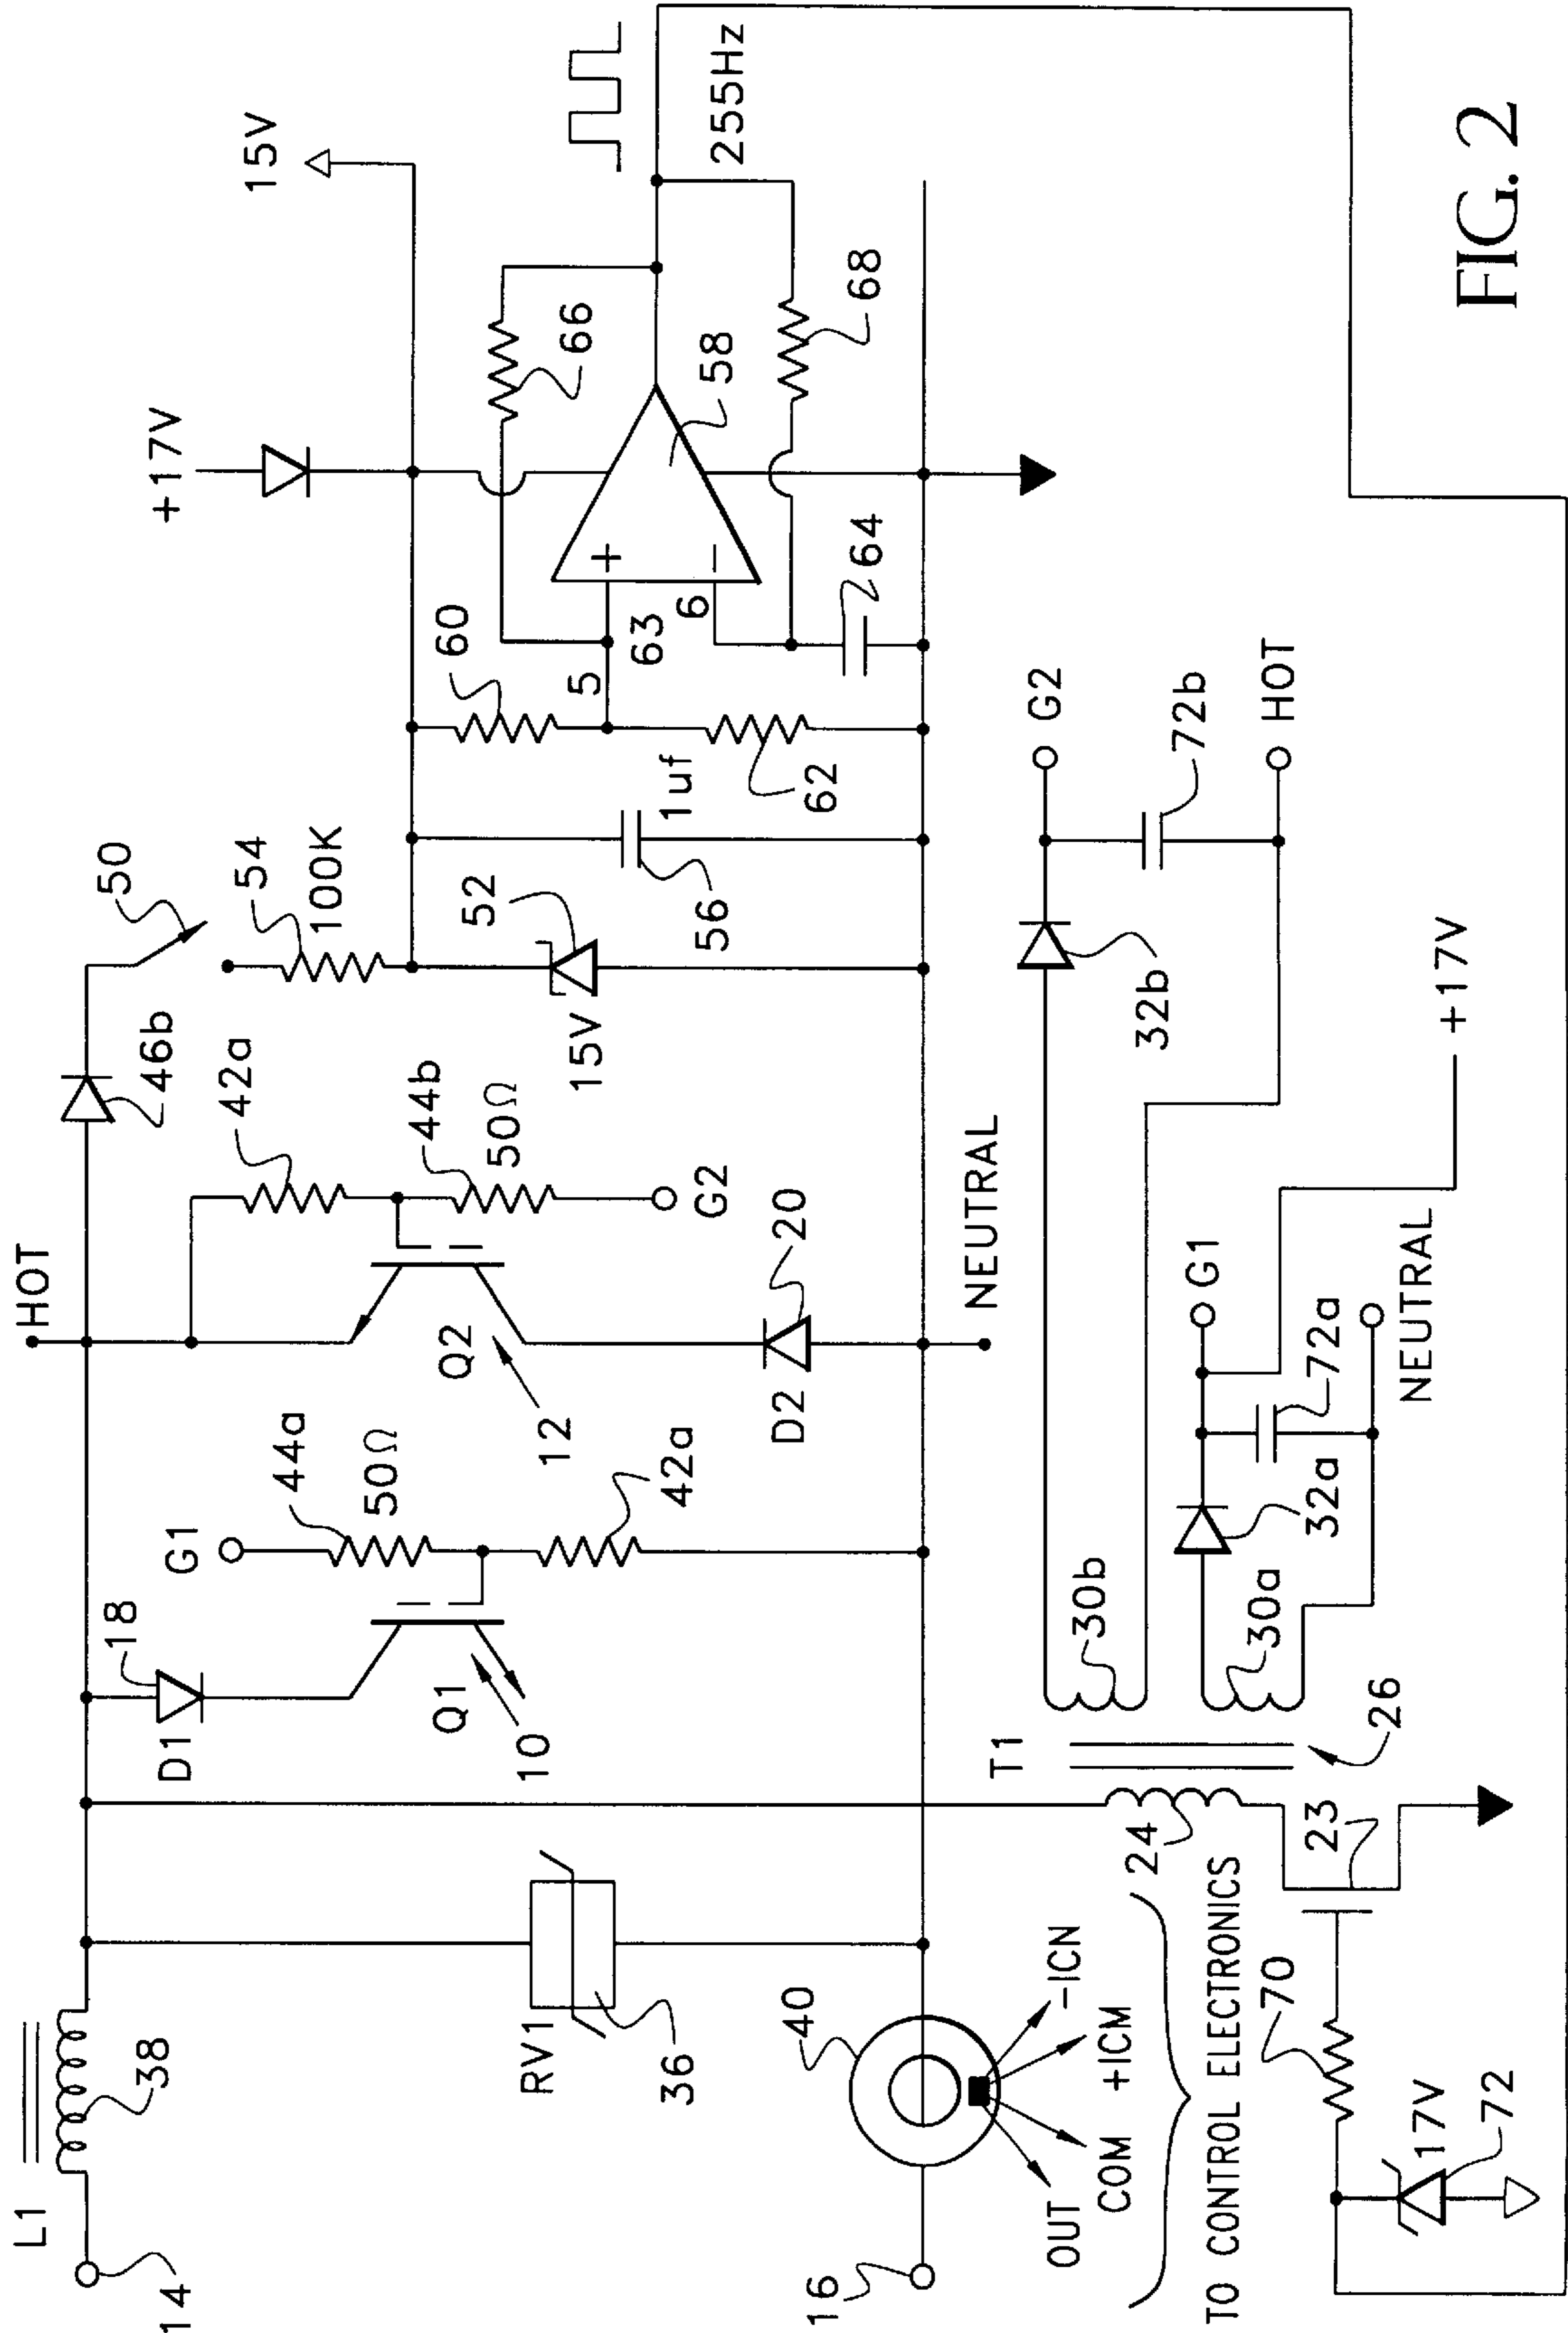 L1
14
38
HOT
D1
18
G1
44a
50Ω
Q1
10
42a
Q2
12
42a
44b
50Ω
G2
D2
20
NEUTRAL
46b
50
54
100K
15V
52
56
1uf
60
62
5
63
6
64
+17V
15V
66
58
68
255Hz
RV1
36
16
40
OUT
COM
+ICM
-ICN
TO CONTROL ELECTRONICS
T1
24
26
23
30b
30a
32b
72b
G2
HOT
32a
72a
G1
NEUTRAL
+17V
70
17V
72
FIG. 2